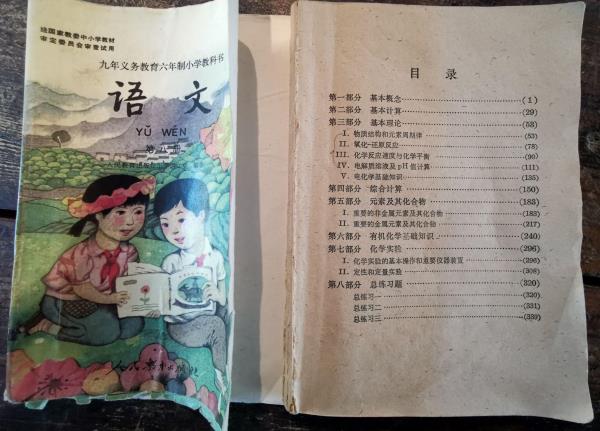 经国家教委中小学教材
审定委员会审查试用
九年义务教育六年制小学教科书
语 文
YǓ WÉN
第九册
人民教育出版社
目 录
第一部分 基本概念……(1)
第二部分 基本计算……(29)
第三部分 基本理论……(53)
I. 物质结构和元素周期律……(53)
II. 氧化-还原反应……(78)
III. 化学反应速度与化学平衡……(90)
IV. 电解质溶液及pH值计算……(111)
V. 电化学基础知识……(135)
第四部分 综合计算……(150)
第五部分 元素及其化合物……(183)
I. 重要的非金属元素及其化合物……(183)
II. 重要的金属元素及其化合物……(217)
第六部分 有机化学基础知识……(240)
第七部分 化学实验……(296)
I. 化学实验的基本操作和重要仪器装置……(296)
II. 定性和定量实验……(308)
第八部分 总练习题……(320)
总练习一……(320)
总练习二……(331)
总练习三……(339)